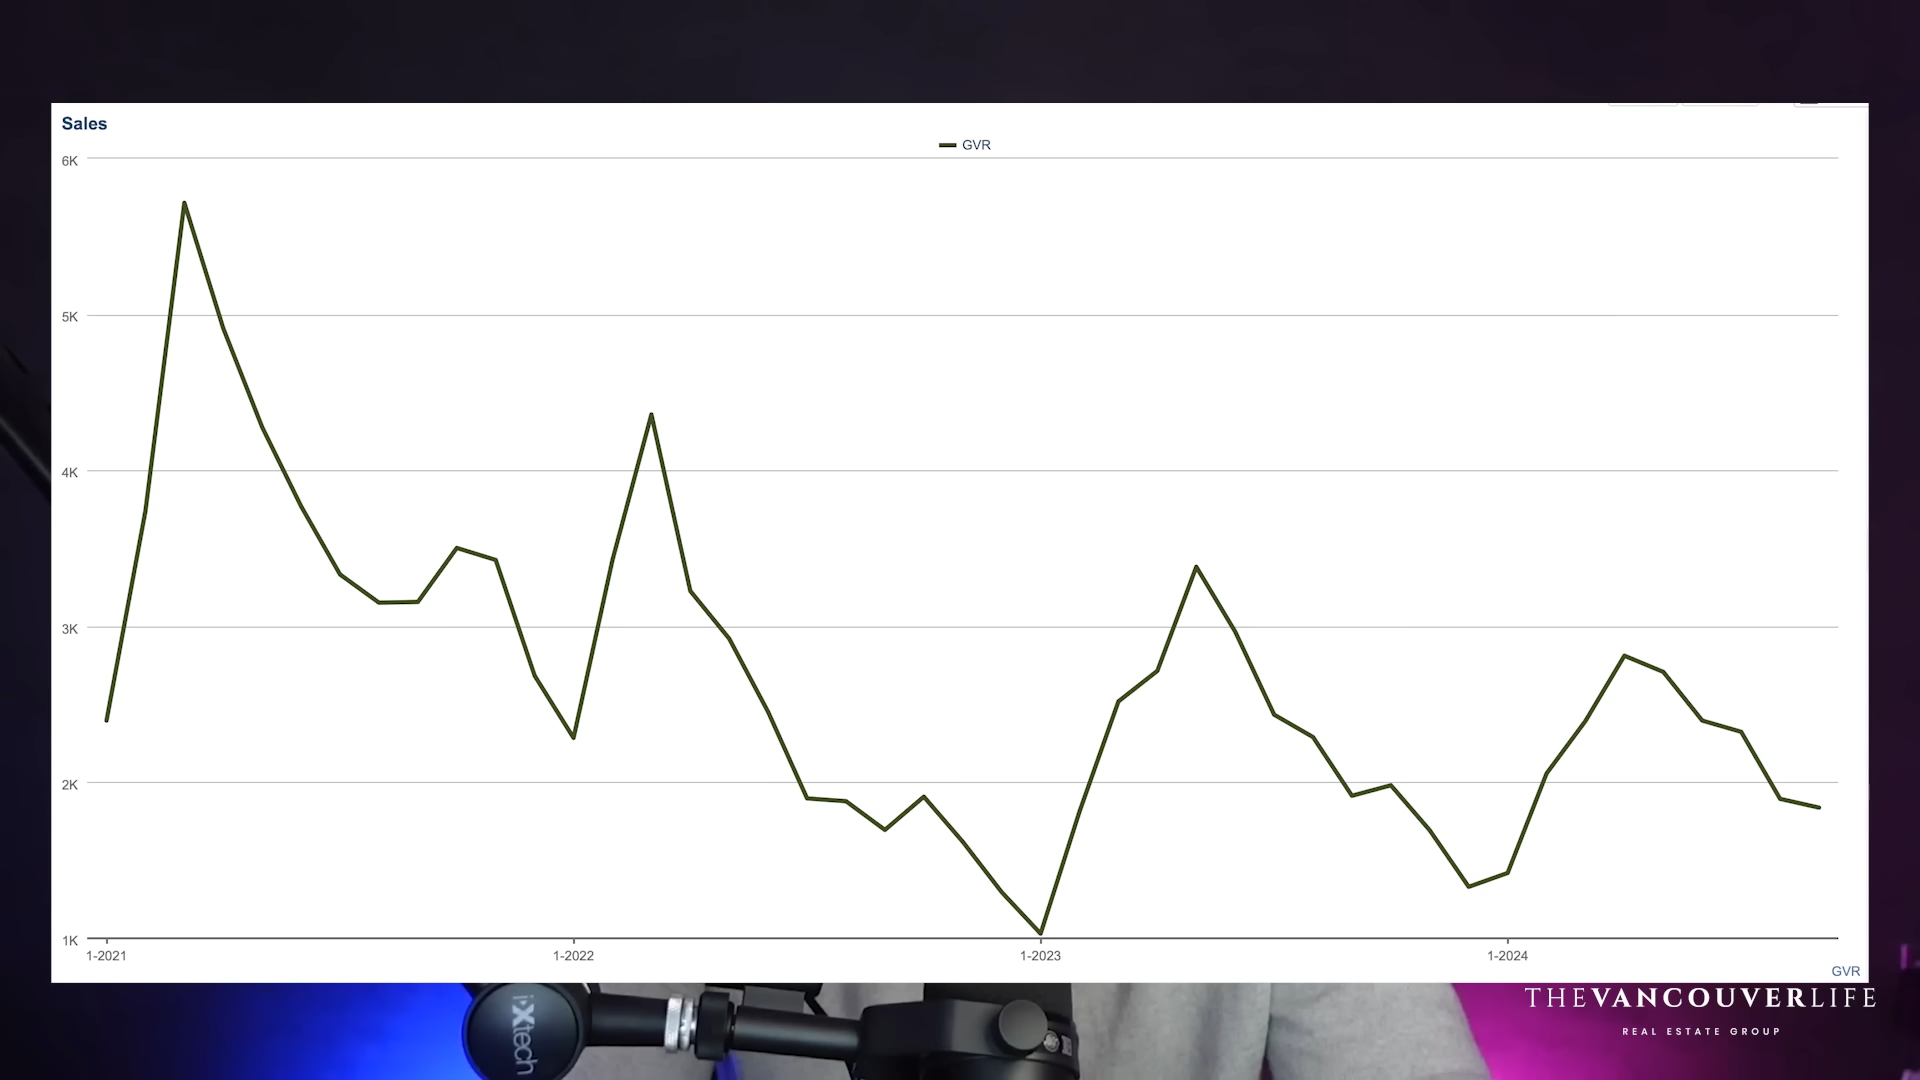 Sales
GVR
6K
5K
4K
3K
2K
1K
1-2021
1-2022
1-2023
1-2024
GVR
THEVANCOUVERLIFE
REAL ESTATE GROUP
iXtech